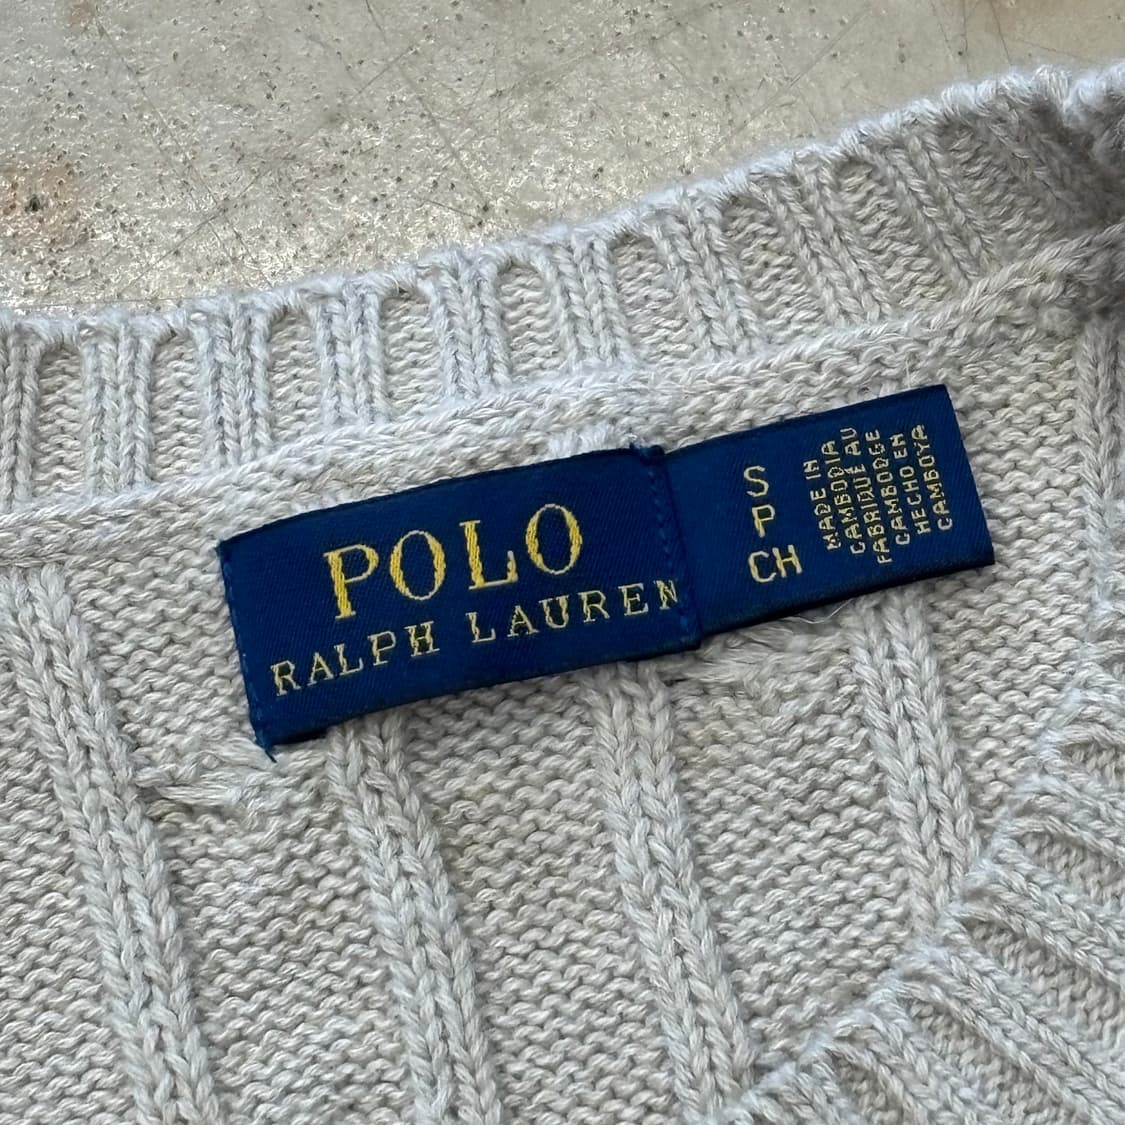 POLO
RALPH LAUREN
S
P
CH
MADE IN
CAMBODIA
FABRIQUÉ AU
CAMBODGE
HECHO EN
CAMBOYA